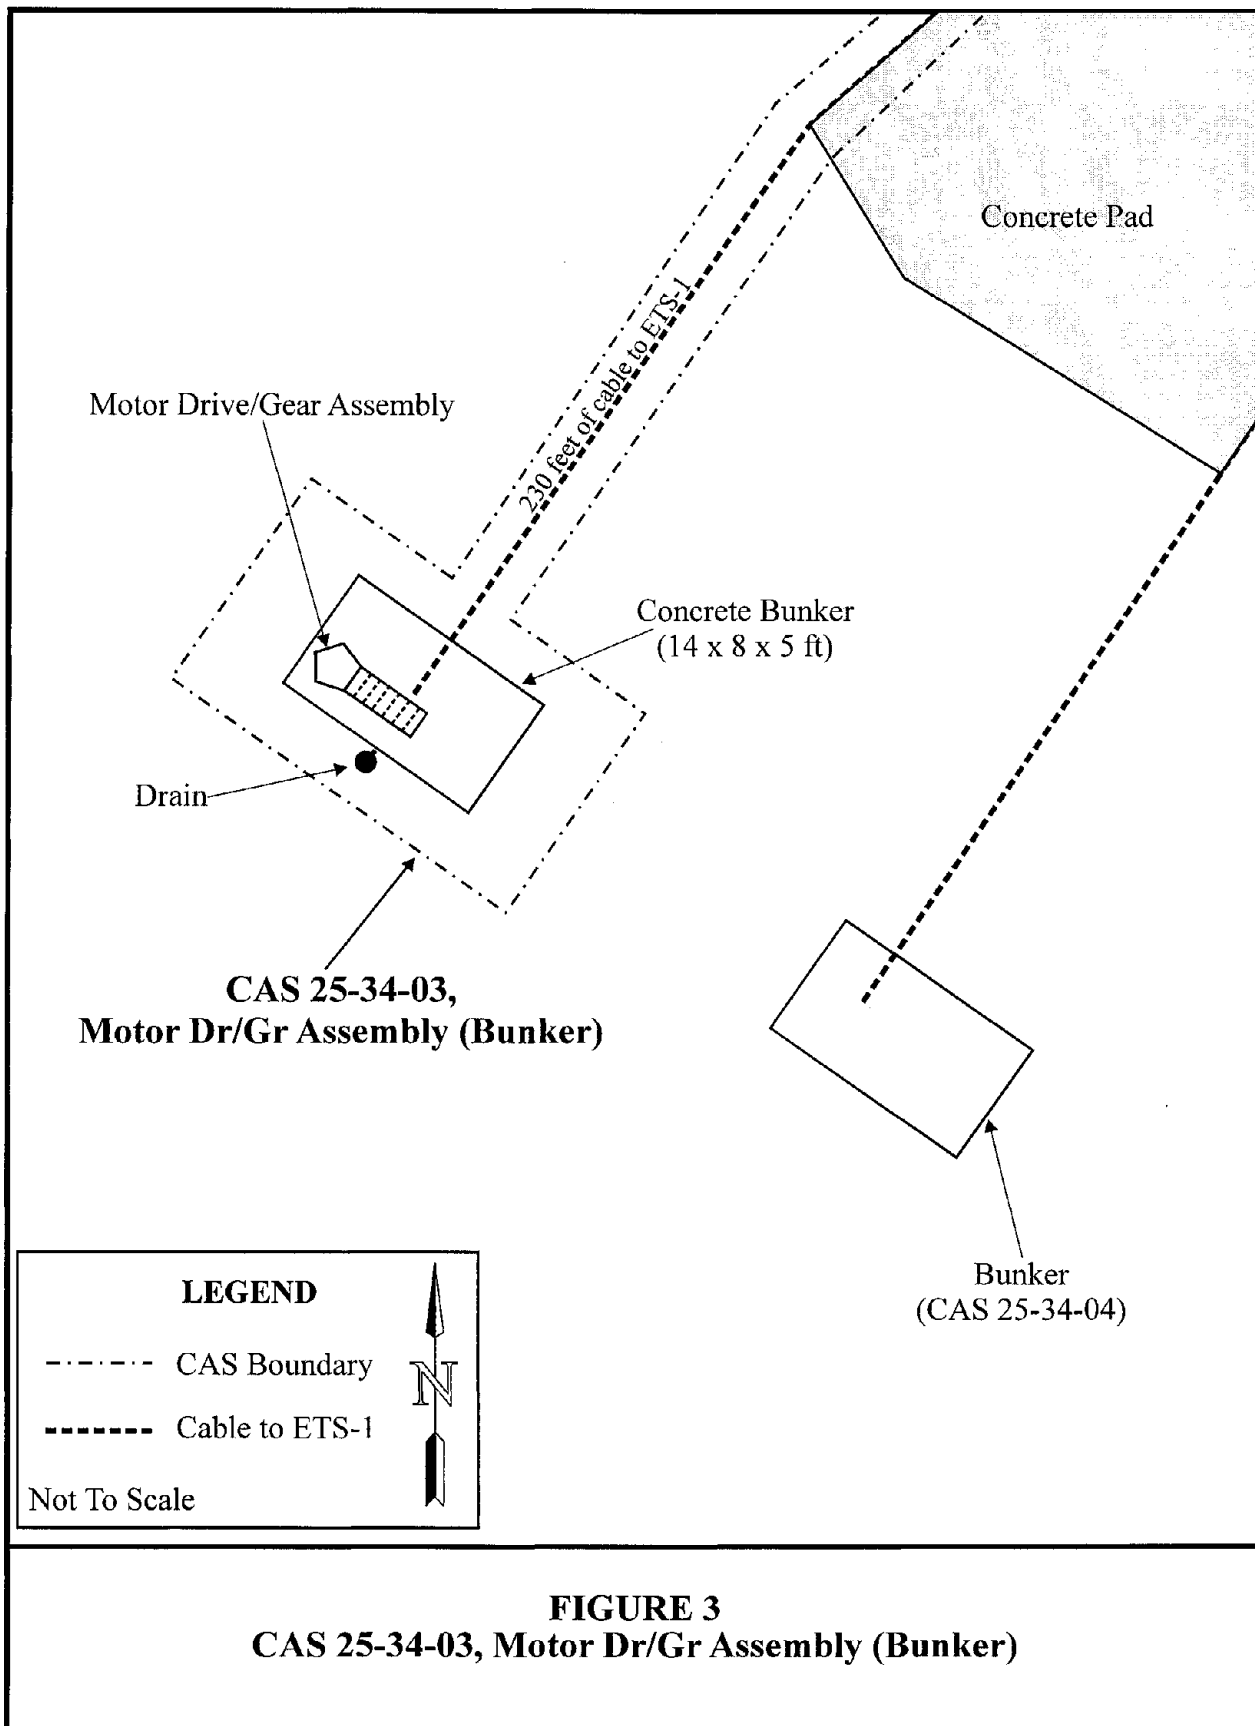 Concrete Pad
230 feet of cable to ETS-1
Motor Drive/Gear Assembly
Concrete Bunker
(14 x 8 x 5 ft)
Drain
CAS 25-34-03,
Motor Dr/Gr Assembly (Bunker)
Bunker
(CAS 25-34-04)
LEGEND
CAS Boundary
Cable to ETS-1
N
Not To Scale
FIGURE 3
CAS 25-34-03, Motor Dr/Gr Assembly (Bunker)